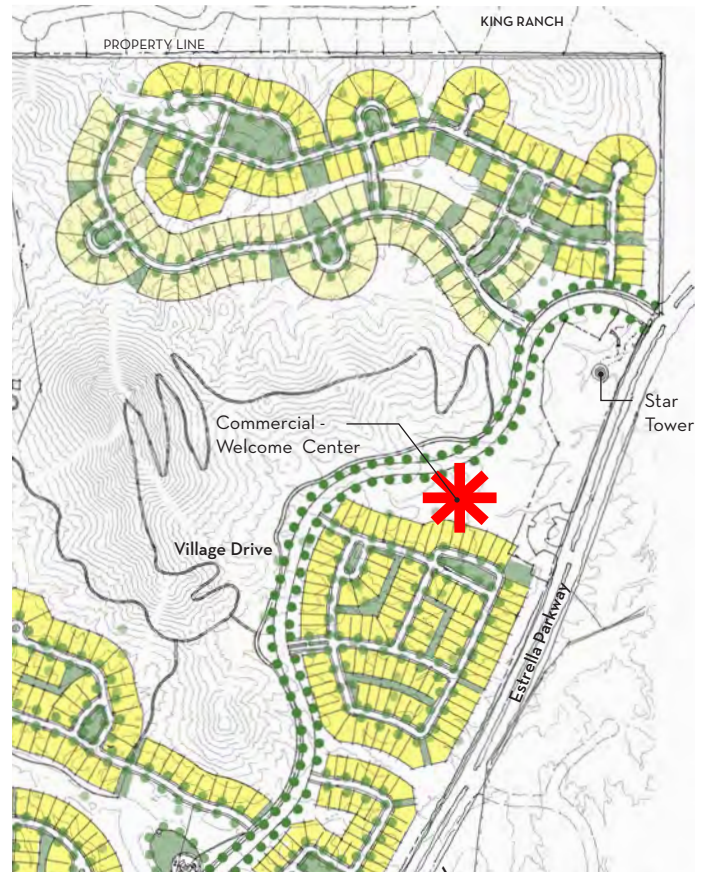 KING RANCH
PROPERTY LINE
Star
Tower
Commercial -
Welcome Center
Village Drive
Estrella Parkway